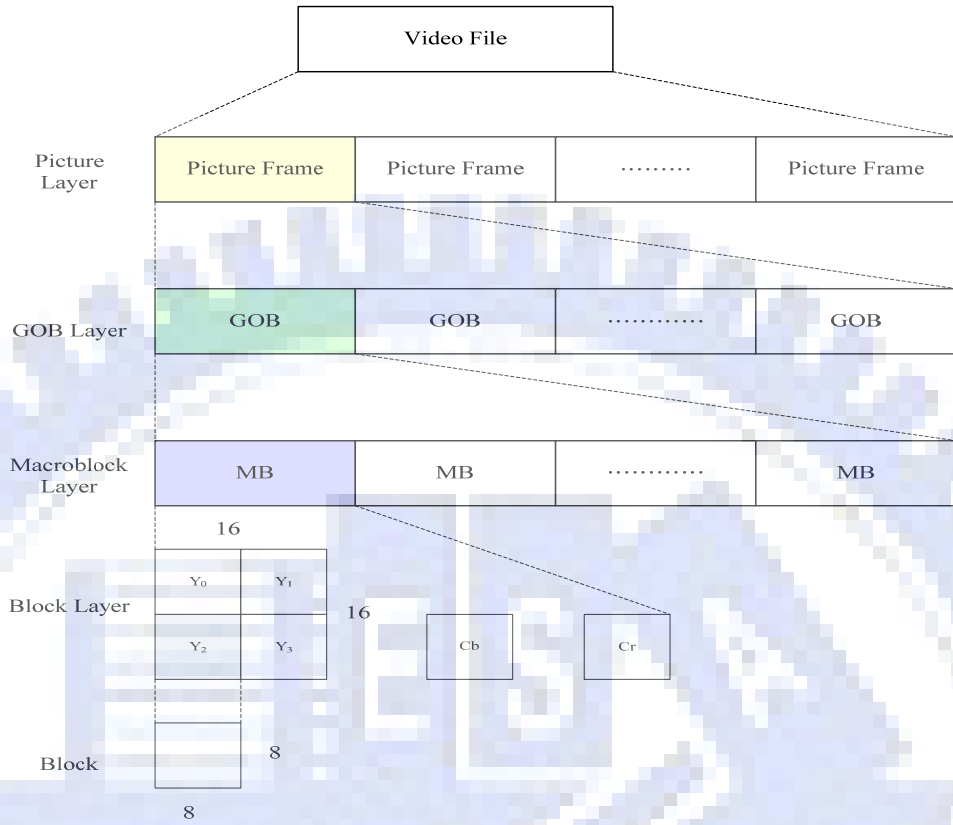 Video File
Picture
Layer
Picture Frame
Picture Frame
.........
Picture Frame
GOB Layer
GOB
GOB
............
GOB
Macroblock
Layer
MB
MB
............
MB
16
Block Layer
Y₀
Y₁
16
Y₂
Y₃
Cb
Cr
Block
8
8